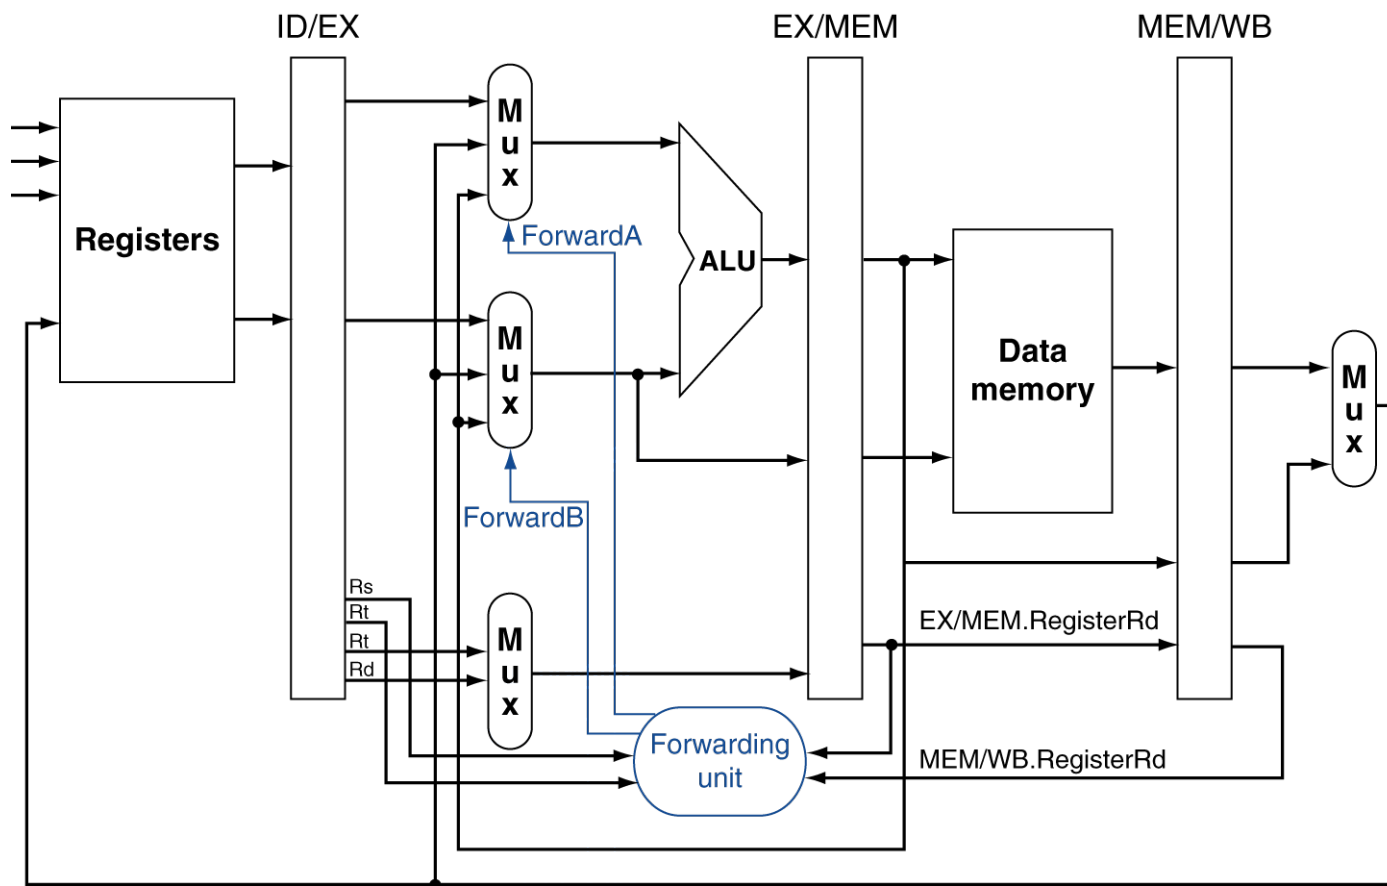 ID/EX
EX/MEM
MEM/WB
M
u
x
Registers
ForwardA
ALU
M
u
x
Data
memory
M
u
x
ForwardB
Rs
Rt
Rt
Rd
M
u
x
EX/MEM.RegisterRd
Forwarding
unit
MEM/WB.RegisterRd